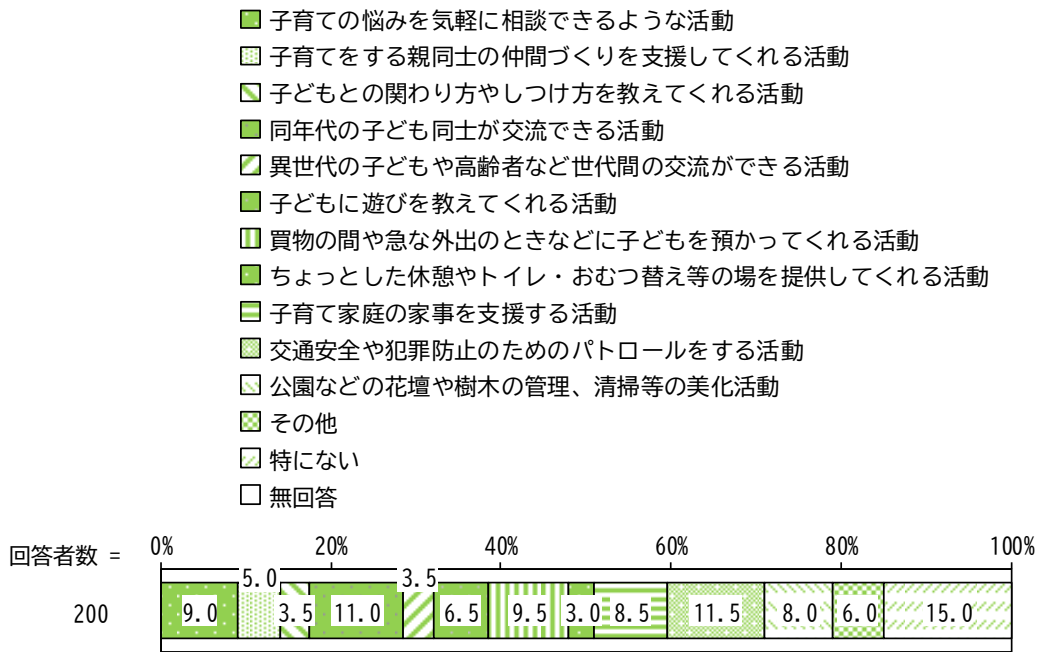 子育ての悩みを気軽に相談できるような活動
子育てをする親同士の仲間づくりを支援してくれる活動
子どもとの関わり方やしつけ方を教えてくれる活動
同年代の子ども同士が交流できる活動
異世代の子どもや高齢者など世代間の交流ができる活動
子どもに遊びを教えてくれる活動
買物の間や急な外出のときなどに子どもを預かってくれる活動
ちょっとした休憩やトイレ・おむつ替え等の場を提供してくれる活動
子育て家庭の家事を支援する活動
交通安全や犯罪防止のためのパトロールをする活動
公園などの花壇や樹木の管理、清掃等の美化活動
その他
特にない
無回答
回答者数 = 0% 20% 40% 60% 80% 100%
5.0 3.5
200 9.0 3.5 11.0 6.5 9.5 3.0 8.5 11.5 8.0 6.0 15.0